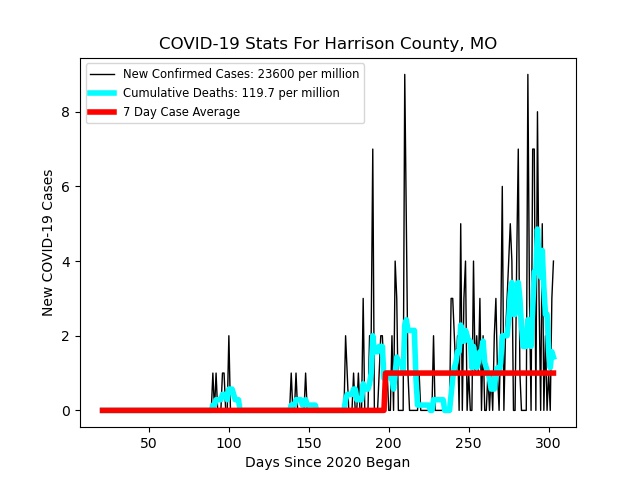 COVID-19 Stats For Harrison County, MO
New Confirmed Cases: 23600 per million
Cumulative Deaths: 119.7 per million
7 Day Case Average
New COVID-19 Cases
8
6
4
2
0
50 100 150 200 250 300
Days Since 2020 Began